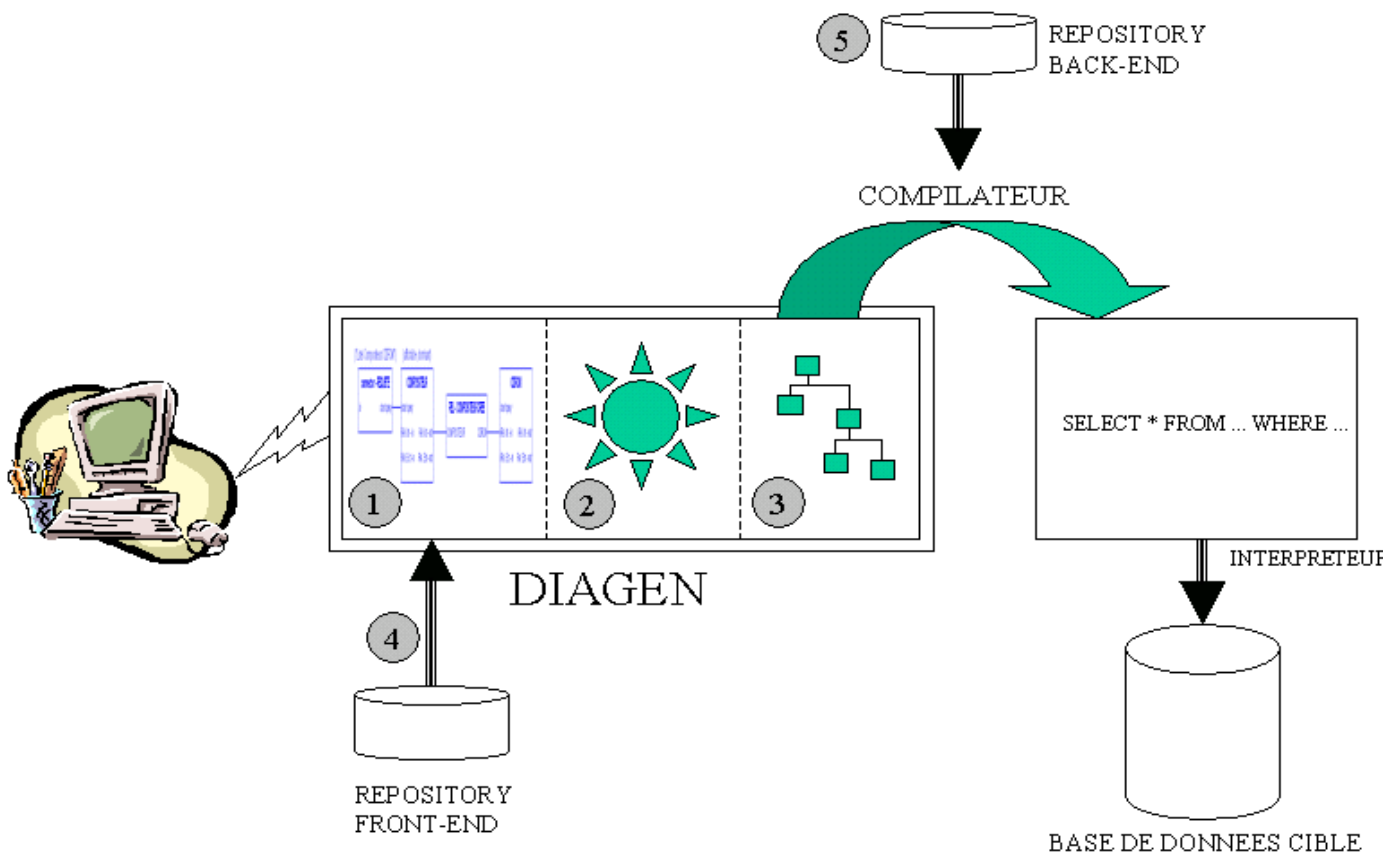 5
REPOSITORY
BACK-END
COMPILATEUR
COMPUTER
1
2
3
SELECT * FROM ... WHERE ...
INTERPRETEUR
DIAGEN
4
REPOSITORY
FRONT-END
BASE DE DONNEES CIBLE